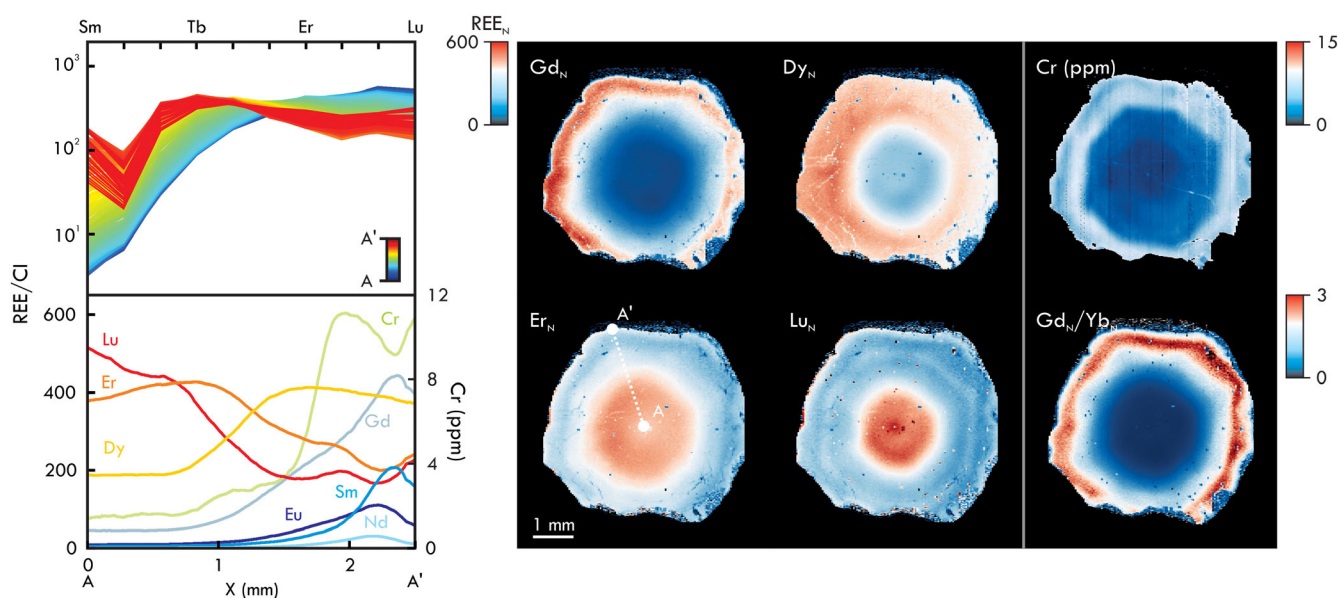 Sm Tb Er Lu
10³
10²
10¹
A'
A
REE/CI
600
400
200
0
Lu
Er
Dy
Cr
Gd
Sm
Eu
Nd
12
8
4
0
Cr (ppm)
0 1 2
A X (mm) A'
REE_N
600
0
Gd_N
Dy_N
Cr (ppm)
15
0
Er_N
A'
A
1 mm
Lu_N
Gd_N/Yb_N
3
0